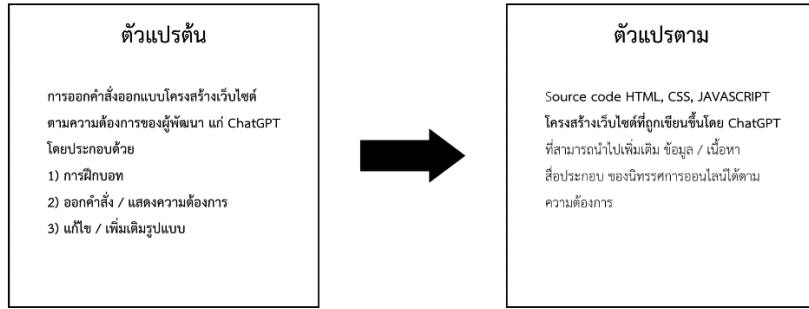 ตัวแปรต้น
การออกคำสั่งออกแบบโครงสร้างเว็บไซต์
ตามความต้องการของผู้พัฒนา แก่ ChatGPT
โดยประกอบด้วย
1) การฝึกบอท
2) ออกคำสั่ง / แสดงความต้องการ
3) แก้ไข / เพิ่มเติมรูปแบบ
ตัวแปรตาม
Source code HTML, CSS, JAVASCRIPT
โครงสร้างเว็บไซต์ที่ถูกเขียนขึ้นโดย ChatGPT
ที่สามารถนำไปเพิ่มเติม ข้อมูล / เนื้อหา
สื่อประกอบ ของนิทรรศการออนไลน์ได้ตาม
ความต้องการ